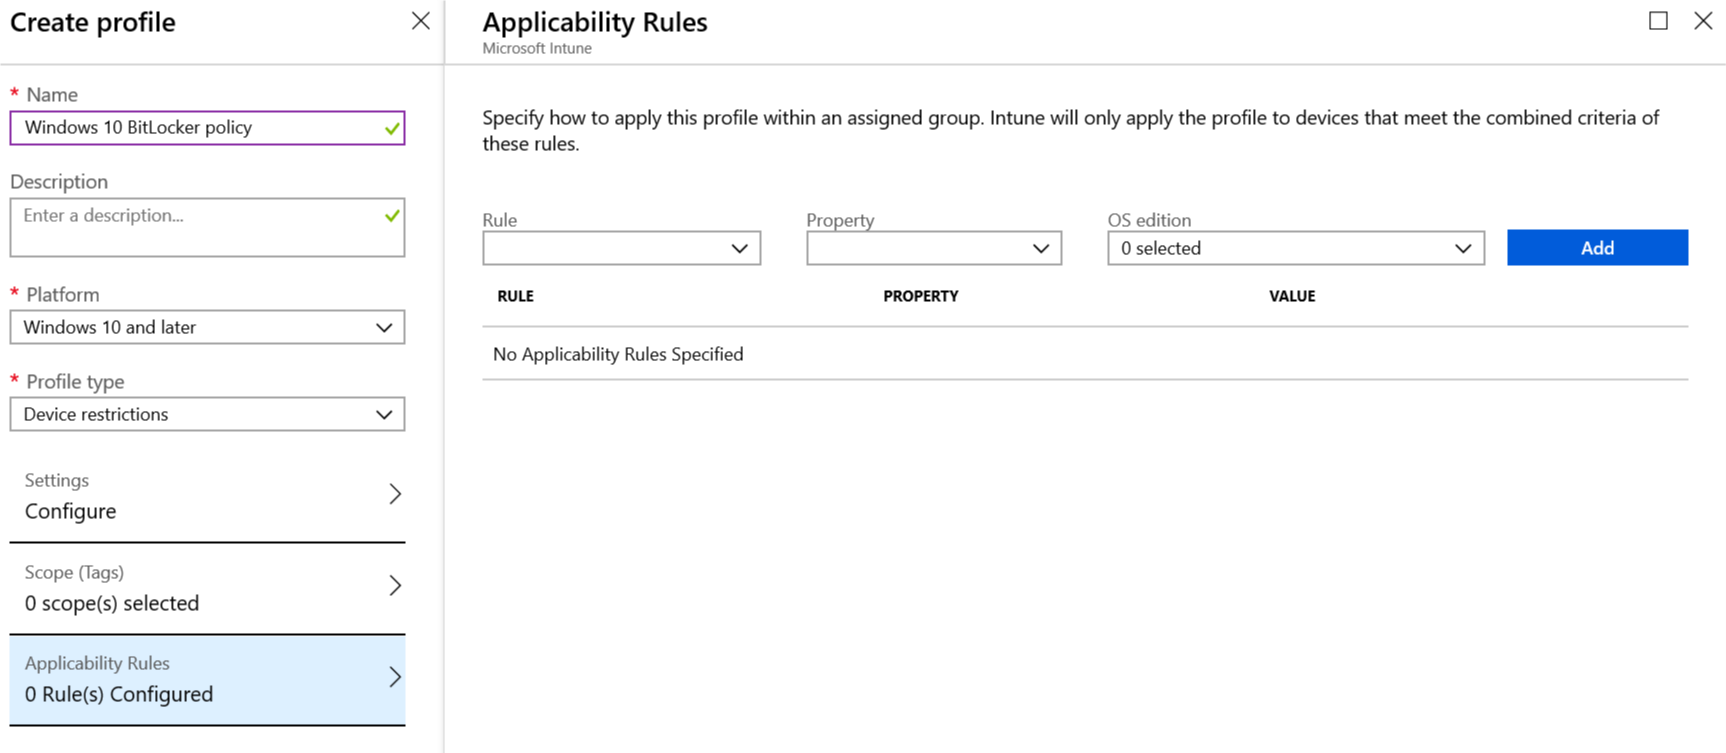 Create profile
* Name
Windows 10 BitLocker policy
Description
Enter a description...
* Platform
Windows 10 and later
* Profile type
Device restrictions
Settings
Configure
Scope (Tags)
0 scope(s) selected
Applicability Rules
0 Rule(s) Configured
Applicability Rules
Microsoft Intune
Specify how to apply this profile within an assigned group. Intune will only apply the profile to devices that meet the combined criteria of
these rules.
Rule Property OS edition
0 selected Add
RULE PROPERTY VALUE
No Applicability Rules Specified